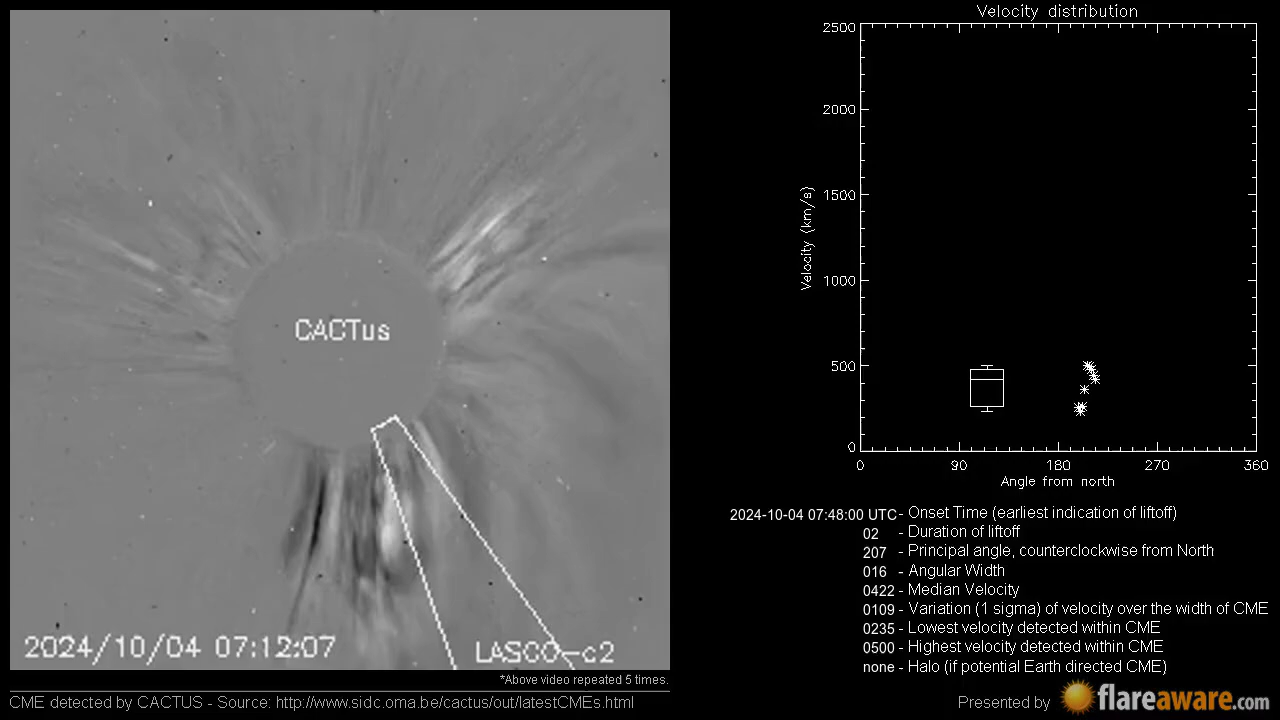 CACTus
2024/10/04 07:12:07
LASCO-c2
*Above video repeated 5 times.
CME detected by CACTUS - Source: http://www.sidc.oma.be/cactus/out/latestCMEs.html
Velocity distribution
2500
2000
1500
1000
500
0
Velocity (km/s)
0 90 180 270 360
Angle from north
2024-10-04 07:48:00 UTC - Onset Time (earliest indication of liftoff)
02 - Duration of liftoff
207 - Principal angle, counterclockwise from North
016 - Angular Width
0422 - Median Velocity
0109 - Variation (1 sigma) of velocity over the width of CME
0235 - Lowest velocity detected within CME
0500 - Highest velocity detected within CME
none - Halo (if potential Earth directed CME)
Presented by flareaware.com